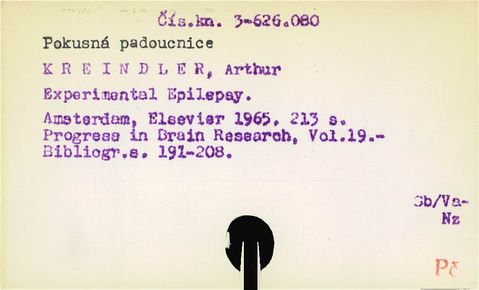 Čís.kn. 3-626.080
Pokusná padoucnice
K R E I N D L E R, Arthur
Experimental Epilepsy.
Amsterdam, Elsevier 1965, 213 s.
Progress in Brain Research, Vol.19.-
Bibliogr.s. 191-208.
Sb/Va-
Nz
Př